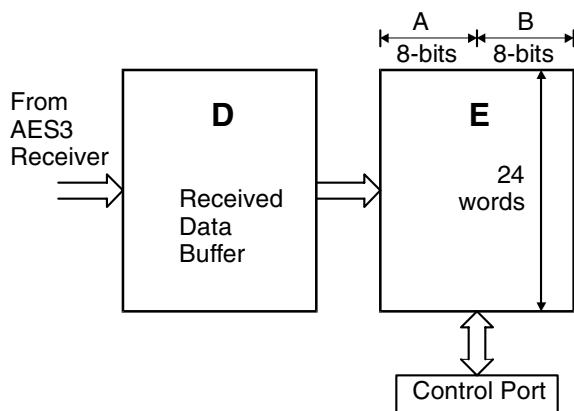 A B
8-bits 8-bits
From
AES3
Receiver
D
Received
Data
Buffer
E
24
words
Control Port